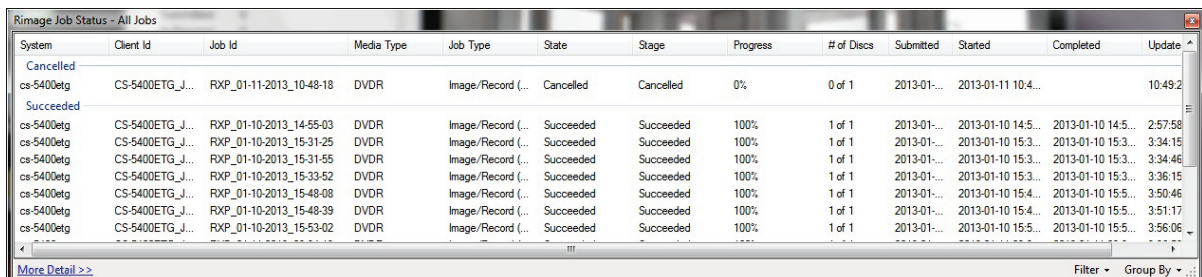 Rimage Job Status - All Jobs
System Client Id Job Id Media Type Job Type State Stage Progress # of Discs Submitted Started Completed Update
Cancelled
cs-5400etg CS-5400ETG_J... RXP_01-11-2013_10-48-18 DVDR Image/Record (... Cancelled Cancelled 0% 0 of 1 2013-01-... 2013-01-11 10:4... 10:49:2
Succeeded
cs-5400etg CS-5400ETG_J... RXP_01-10-2013_14-55-03 DVDR Image/Record (... Succeeded Succeeded 100% 1 of 1 2013-01-... 2013-01-10 14:5... 2013-01-10 14:5... 2:57:58
cs-5400etg CS-5400ETG_J... RXP_01-10-2013_15-31-25 DVDR Image/Record (... Succeeded Succeeded 100% 1 of 1 2013-01-... 2013-01-10 15:3... 2013-01-10 15:3... 3:34:15
cs-5400etg CS-5400ETG_J... RXP_01-10-2013_15-31-55 DVDR Image/Record (... Succeeded Succeeded 100% 1 of 1 2013-01-... 2013-01-10 15:3... 2013-01-10 15:3... 3:34:46
cs-5400etg CS-5400ETG_J... RXP_01-10-2013_15-33-52 DVDR Image/Record (... Succeeded Succeeded 100% 1 of 1 2013-01-... 2013-01-10 15:3... 2013-01-10 15:3... 3:36:15
cs-5400etg CS-5400ETG_J... RXP_01-10-2013_15-48-08 DVDR Image/Record (... Succeeded Succeeded 100% 1 of 1 2013-01-... 2013-01-10 15:4... 2013-01-10 15:5... 3:50:46
cs-5400etg CS-5400ETG_J... RXP_01-10-2013_15-48-39 DVDR Image/Record (... Succeeded Succeeded 100% 1 of 1 2013-01-... 2013-01-10 15:4... 2013-01-10 15:5... 3:51:17
cs-5400etg CS-5400ETG_J... RXP_01-10-2013_15-53-02 DVDR Image/Record (... Succeeded Succeeded 100% 1 of 1 2013-01-... 2013-01-10 15:5... 2013-01-10 15:5... 3:56:06
More Detail >> Filter Group By